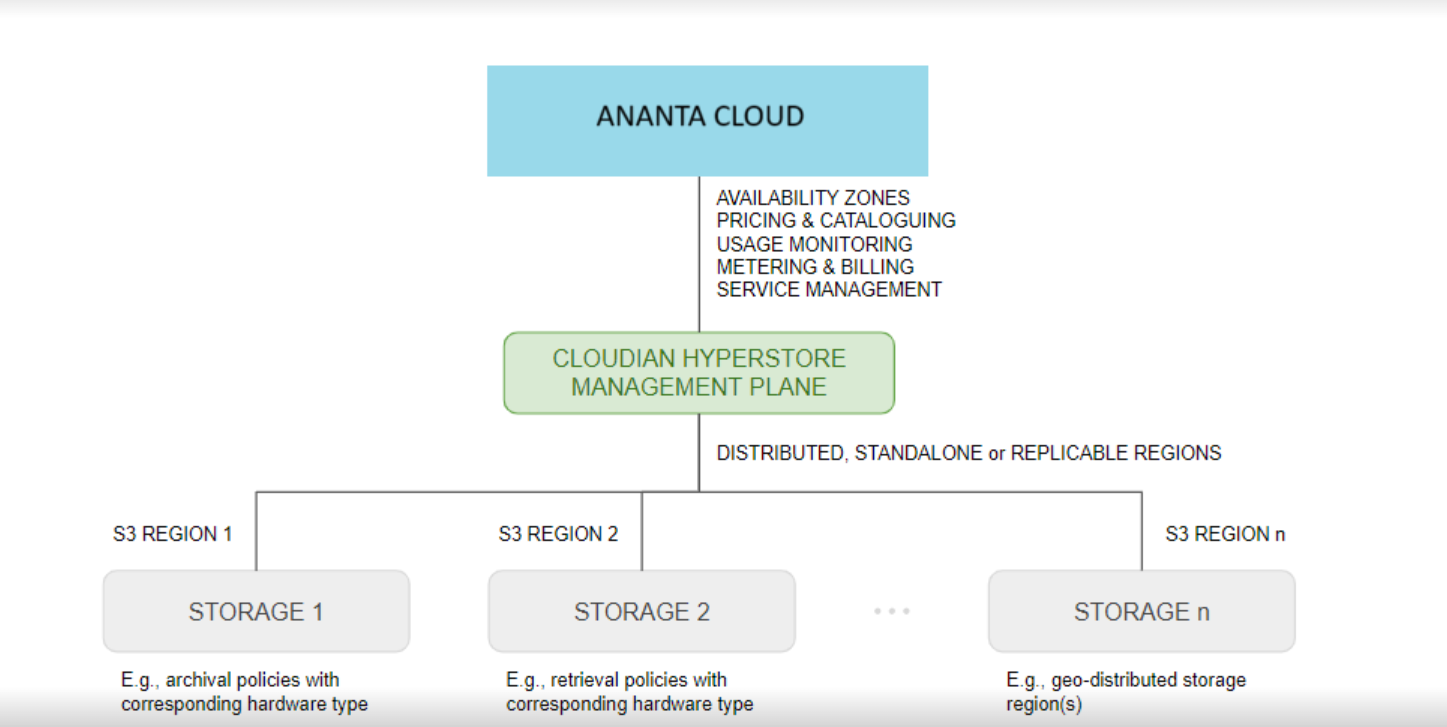 ANANTA CLOUD
AVAILABILITY ZONES
PRICING & CATALOGUING
USAGE MONITORING
METERING & BILLING
SERVICE MANAGEMENT
CLOUDIAN HYPERSTORE
MANAGEMENT PLANE
DISTRIBUTED, STANDALONE or REPLICABLE REGIONS
S3 REGION 1
S3 REGION 2
S3 REGION n
STORAGE 1
STORAGE 2
...
STORAGE n
E.g., archival policies with
corresponding hardware type
E.g., retrieval policies with
corresponding hardware type
E.g., geo-distributed storage
region(s)